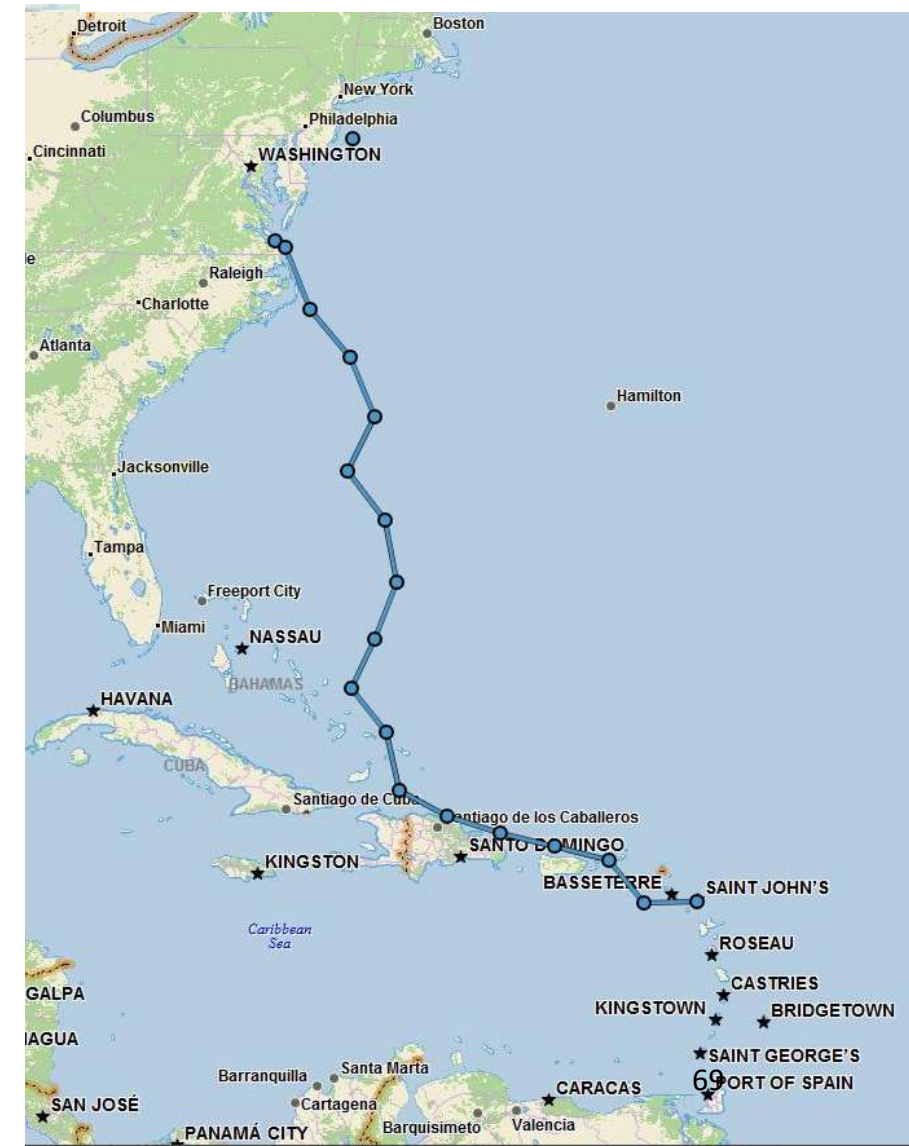 Detroit
Boston
New York
Columbus
Philadelphia
Cincinnati
WASHINGTON
le
Raleigh
Charlotte
Atlanta
Hamilton
Jacksonville
Tampa
Freeport City
Miami
NASSAU
BAHAMAS
HAVANA
CUBA
Santiago de Cuba
Santiago de los Caballeros
SANTO DOMINGO
KINGSTON
BASSETERRE
SAINT JOHN'S
Caribbean
Sea
ROSEAU
GALPA
CASTRIES
KINGSTOWN
BRIDGETOWN
AGUA
SAINT GEORGE'S
Santa Marta
Barranquilla
69
PORT OF SPAIN
CARACAS
Cartagena
SAN JOSÉ
Barquisimeto
Valencia
PANAMÁ CITY